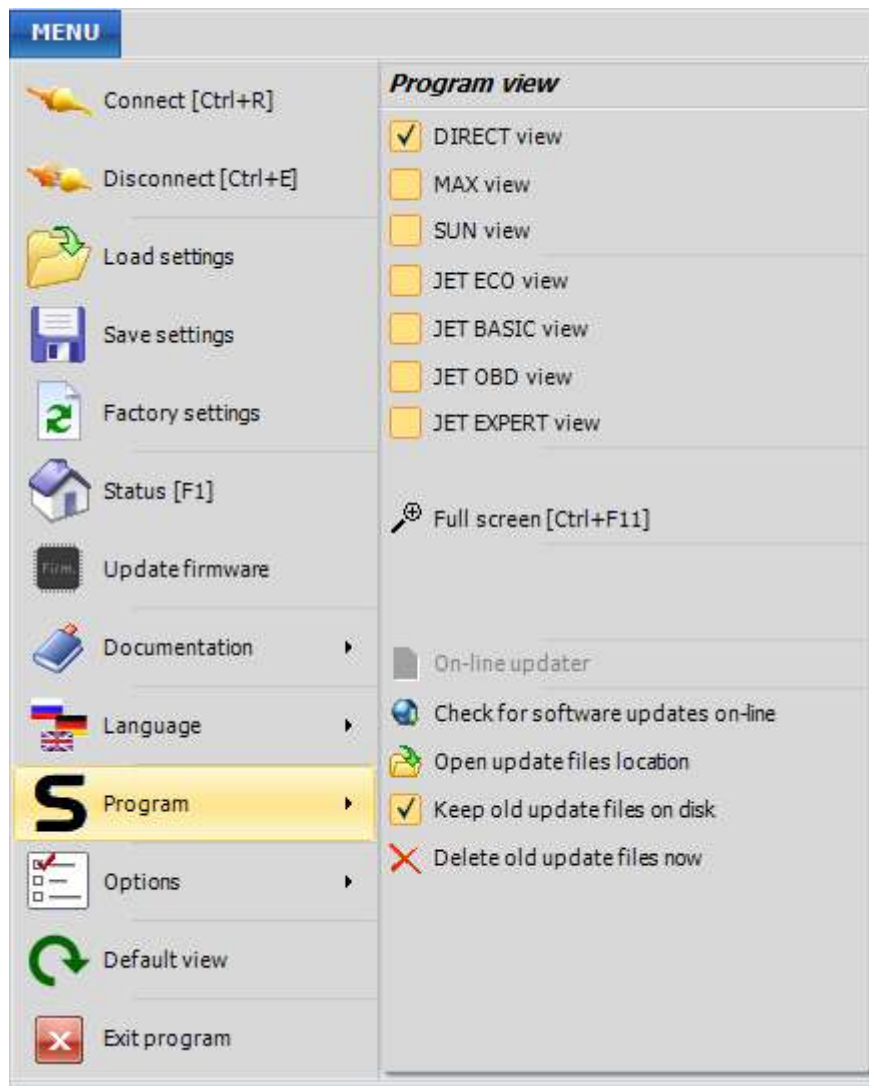 MENU
Connect [Ctrl+R]
Disconnect [Ctrl+E]
Load settings
Save settings
Factory settings
Status [F1]
Firm.
Update firmware
Documentation
Language
S
Program
Options
Default view
Exit program
Program view
DIRECT view
MAX view
SUN view
JET ECO view
JET BASIC view
JET OBD view
JET EXPERT view
Full screen [Ctrl+F11]
On-line updater
Check for software updates on-line
Open update files location
Keep old update files on disk
Delete old update files now